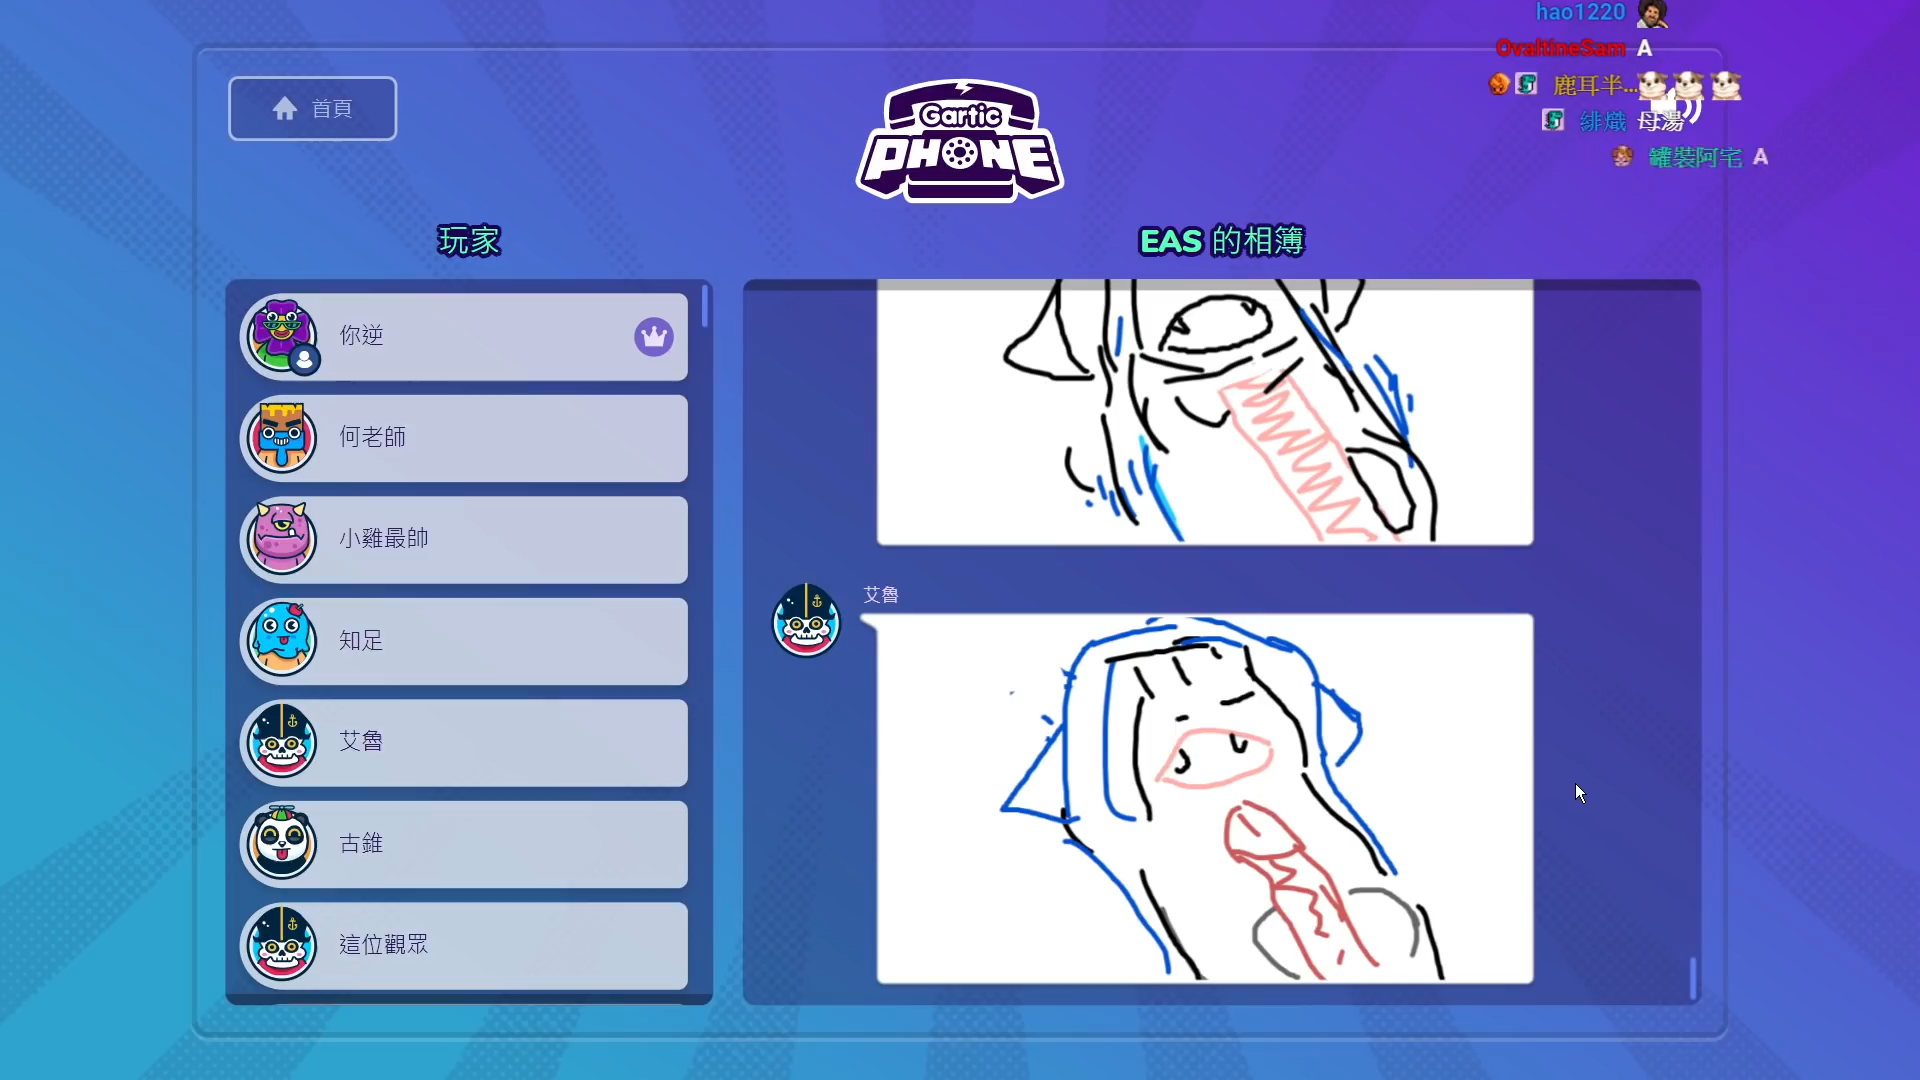 hao1220
OvaltineSam A
鹿耳半...
緋熾 母湯
罐裝阿宅 A
首頁
Gartic
PHONE
玩家
EAS 的相簿
你逆
何老師
小雞最帥
知足
艾魯
古錐
這位觀眾
艾魯